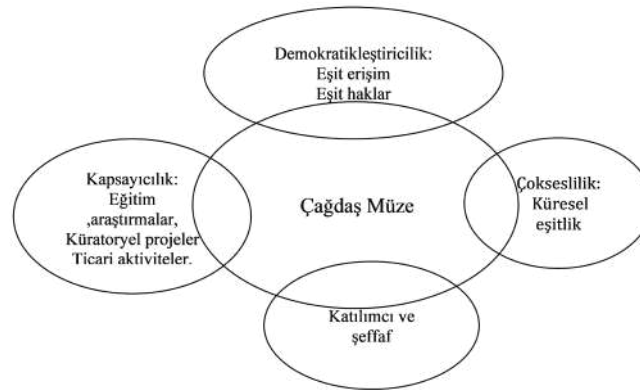 Demokratikleştiricilik:
Eşit erişim
Eşit haklar
Kapsayıcılık:
Eğitim
,araştırmalar,
Küratoryel projeler
Ticari aktiviteler.
Çağdaş Müze
Çokseslilik:
Küresel
eşitlik
Katılımcı ve
şeffaf